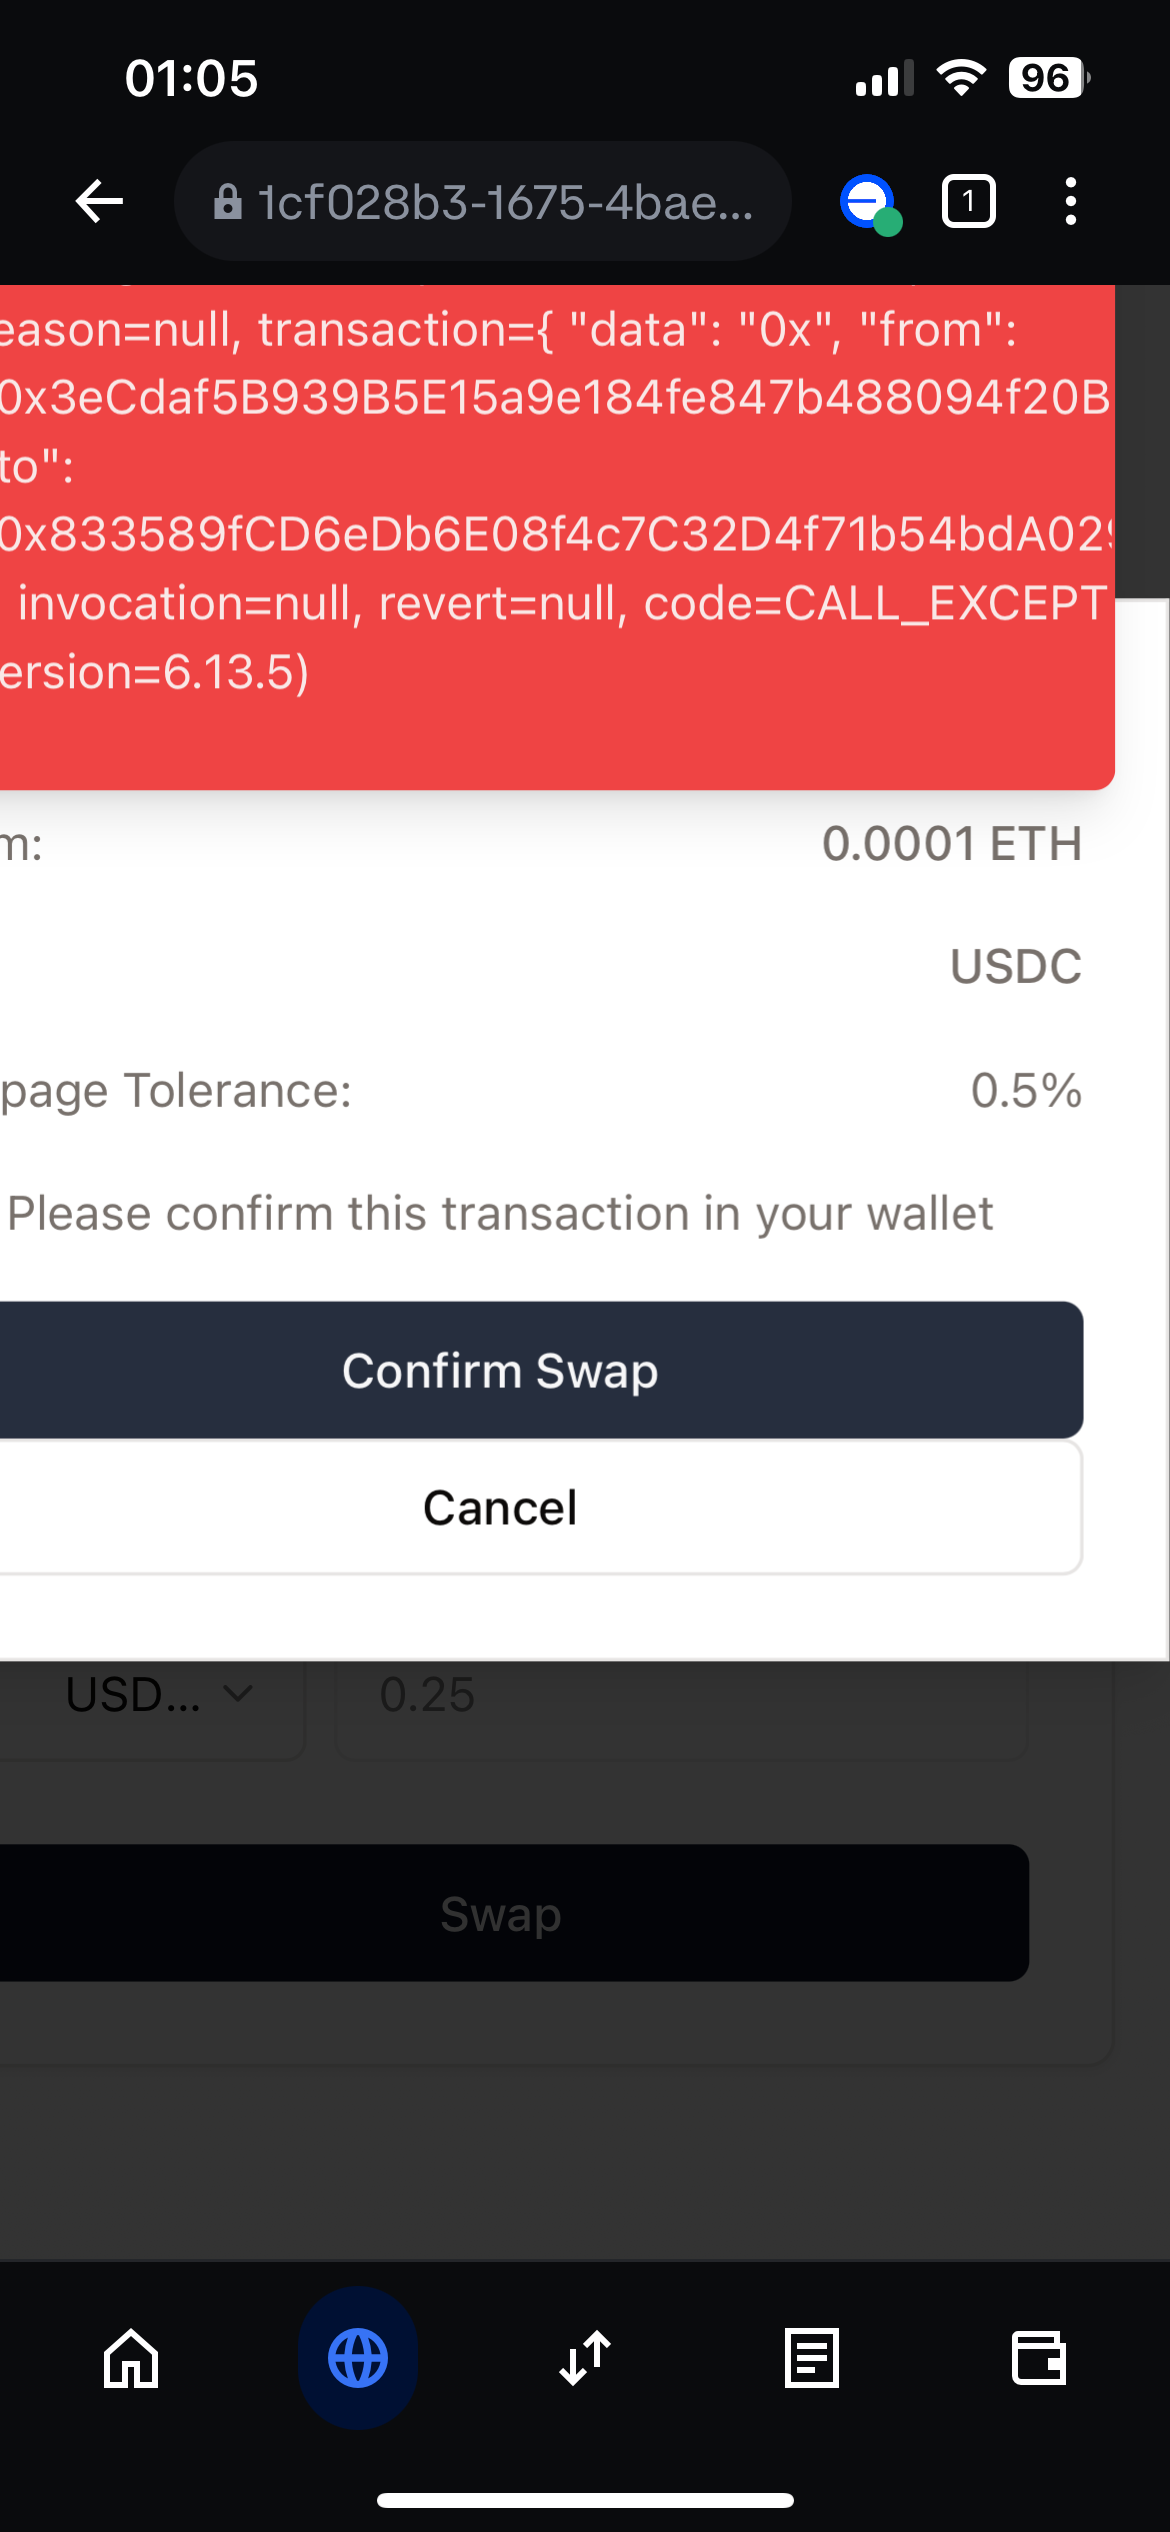 01:05
96
1cf028b3-1675-4bae...
1
eason=null, transaction={ "data": "0x", "from":
0x3eCdaf5B939B5E15a9e184fe847b488094f20B
to":
0x833589fCD6eDb6E08f4c7C32D4f71b54bdA029
invocation=null, revert=null, code=CALL_EXCEPT
ersion=6.13.5)
m:
0.0001 ETH
USDC
page Tolerance:
0.5%
Please confirm this transaction in your wallet
Confirm Swap
Cancel
USD...
0.25
Swap